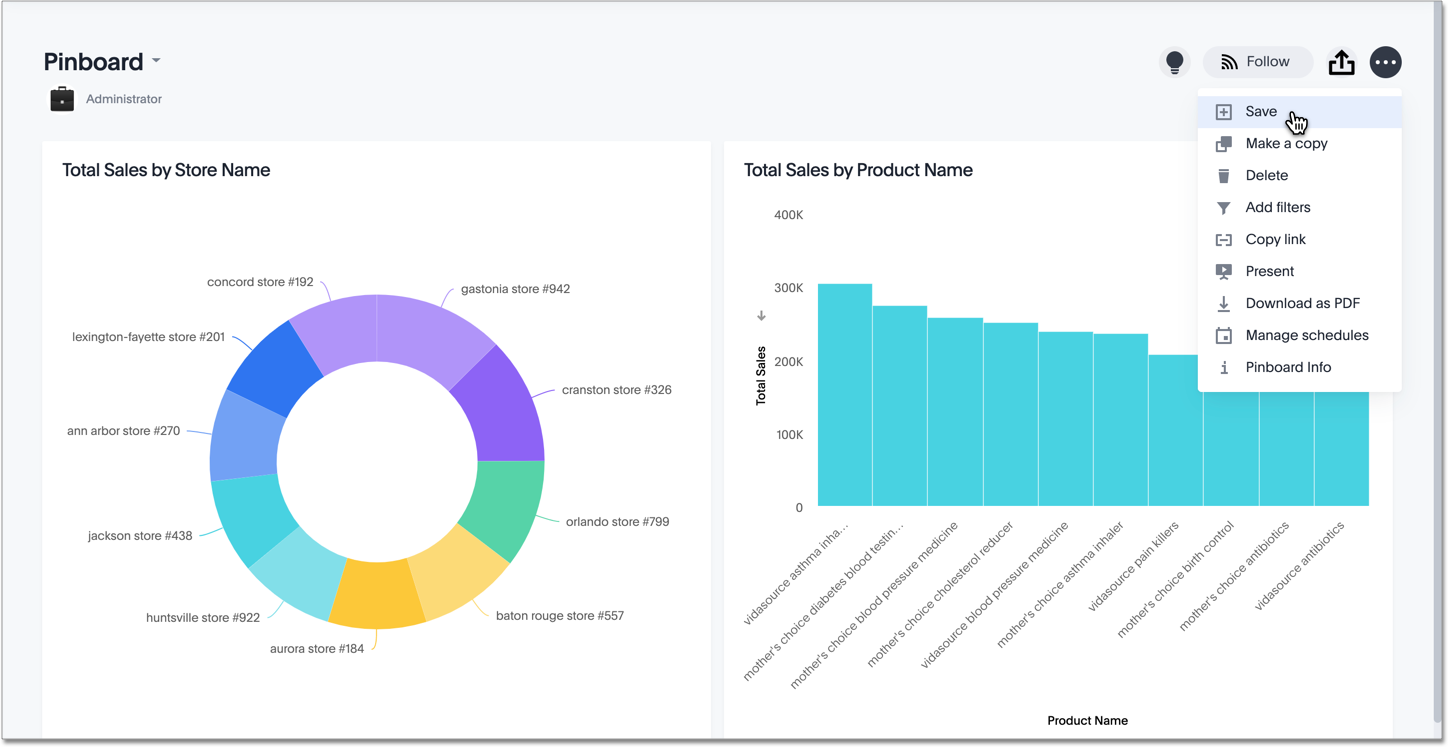 Pinboard
Follow
Administrator
Save
Make a copy
Delete
Add filters
Copy link
Present
Download as PDF
Manage schedules
Pinboard Info
Total Sales by Store Name
concord store #192
gastonia store #942
lexington-fayette store #201
cranston store #326
ann arbor store #270
orlando store #799
jackson store #438
baton rouge store #557
huntsville store #922
aurora store #184
Total Sales by Product Name
400K
300K
200K
100K
0
Total Sales
vidasource asthma inha...
mother's choice diabetes blood testin...
mother's choice blood pressure medicine
mother's choice cholesterol reducer
vidasource blood pressure medicine
mother's choice asthma inhaler
vidasource pain killers
mother's choice birth control
mother's choice antibiotics
vidasource antibiotics
Product Name